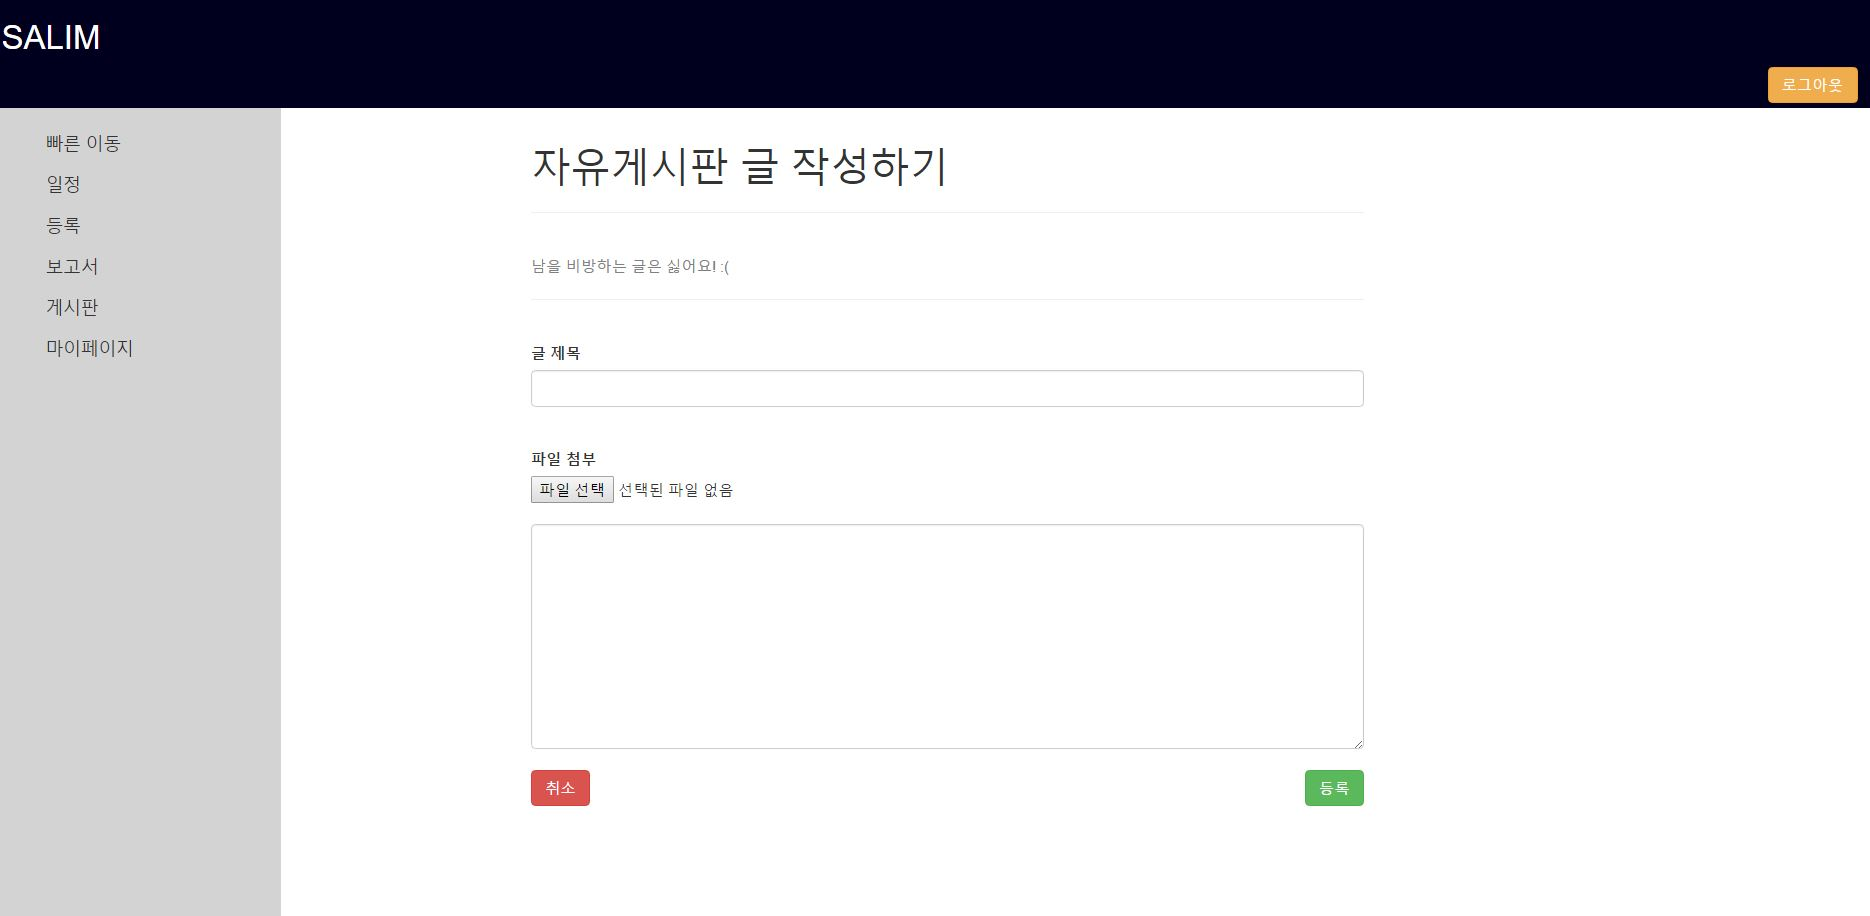 SALIM
로그아웃
빠른 이동
일정
등록
보고서
게시판
마이페이지
자유게시판 글 작성하기
남을 비방하는 글은 싫어요! :(
글 제목
파일 첨부
파일 선택 선택된 파일 없음
취소
등록